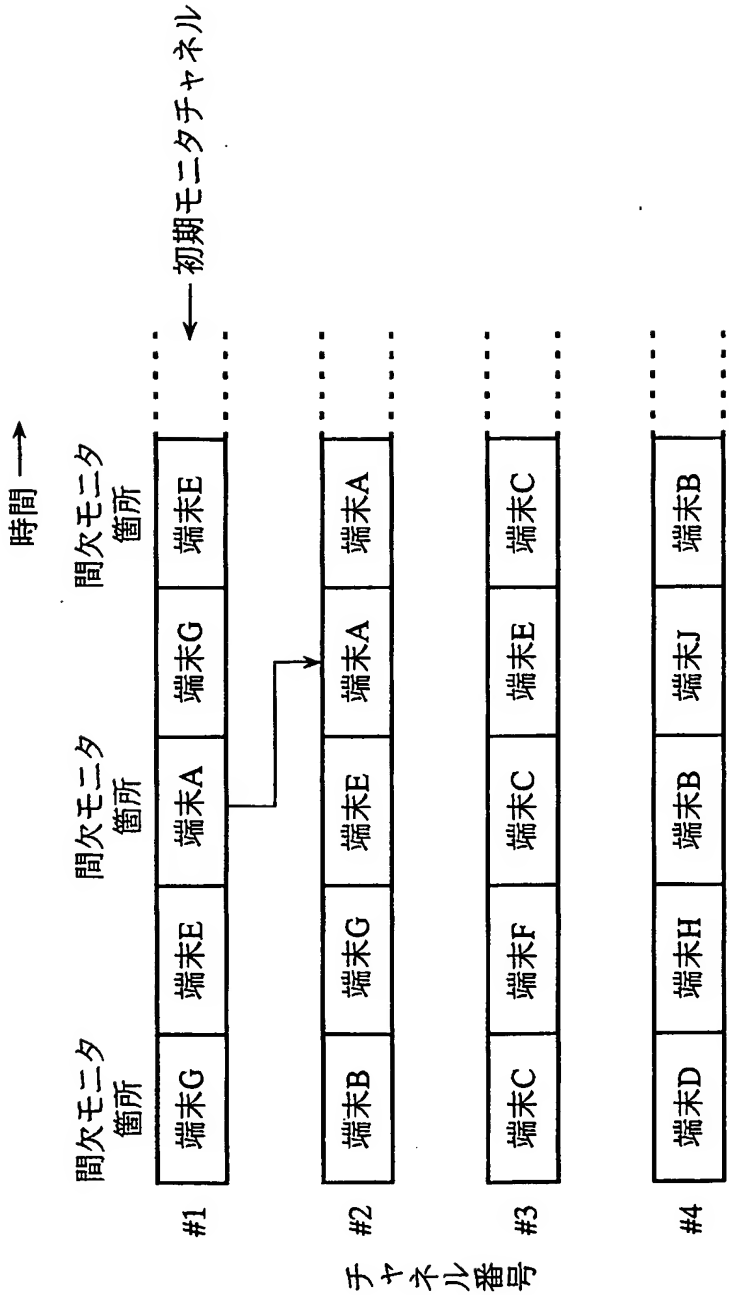 時間
間欠モニタ
箇所
間欠モニタ
箇所
間欠モニタ
箇所
#1
端末G
端末E
端末A
端末G
端末E
初期モニタチャネル
#2
端末B
端末G
端末E
端末A
端末A
#3
端末C
端末F
端末C
端末E
端末C
#4
端末D
端末H
端末B
端末J
端末B
チャネル番号